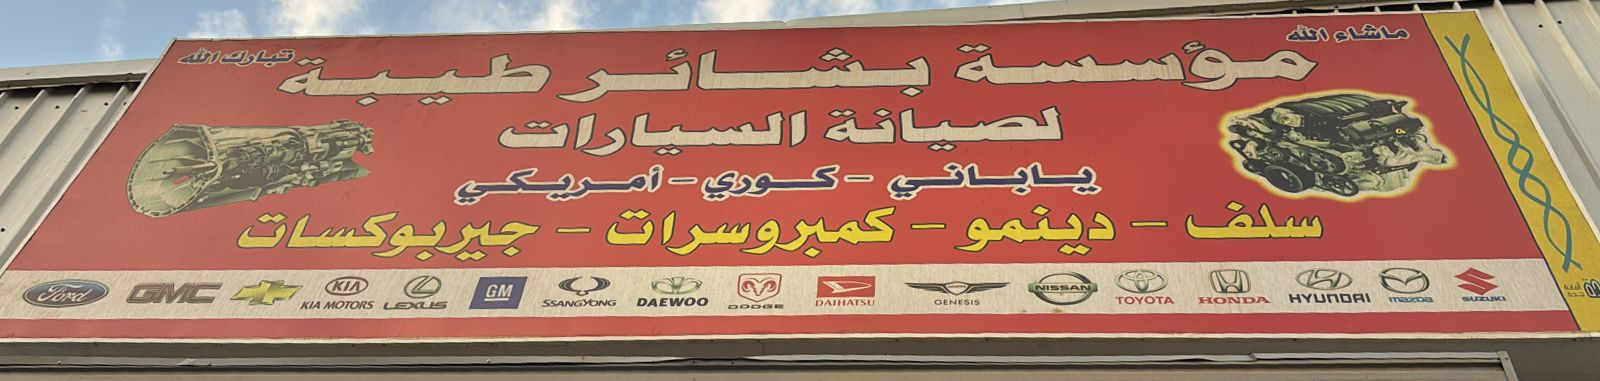 ماشاء الله
تبارك الله
مؤسسة بشائر طيبة
لصيانة السيارات
ياباني - كوري - أمريكي
سلف - دينمو - كمبروسرات - جيربوكسات
Ford GMC KIA KIA MOTORS LEXUS GM SSANGYONG DAEWOO DODGE DAIHATSU GENESIS NISSAN TOYOTA HONDA HYUNDAI mazda SUZUKI